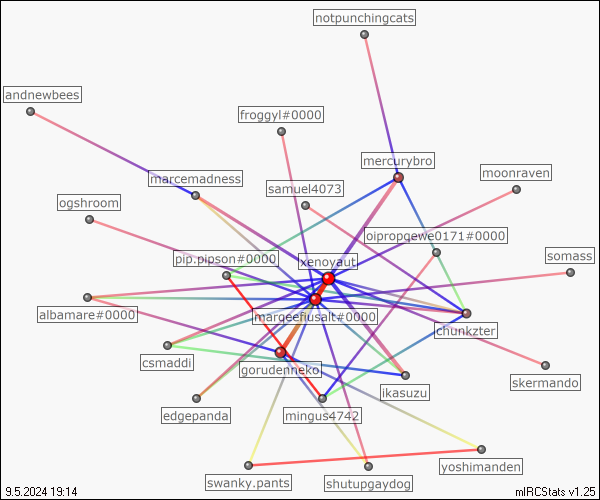 notpunchingcats
andnewbees
froggyl#0000
mercurybro
moonraven
marcemadness
samuel4073
ogshroom
oipropgewe0171#0000
somass
pip.pipson#0000
xenoyaut
albamare#0000
marqeefiusalt#0000
chunkzter
csmaddi
gorudenneko
skermando
ikasuzu
edgepanda
mingus4742
yoshimanden
swanky.pants
shutupgaydog
9.5.2024 19:14
mIRCStats v1.25